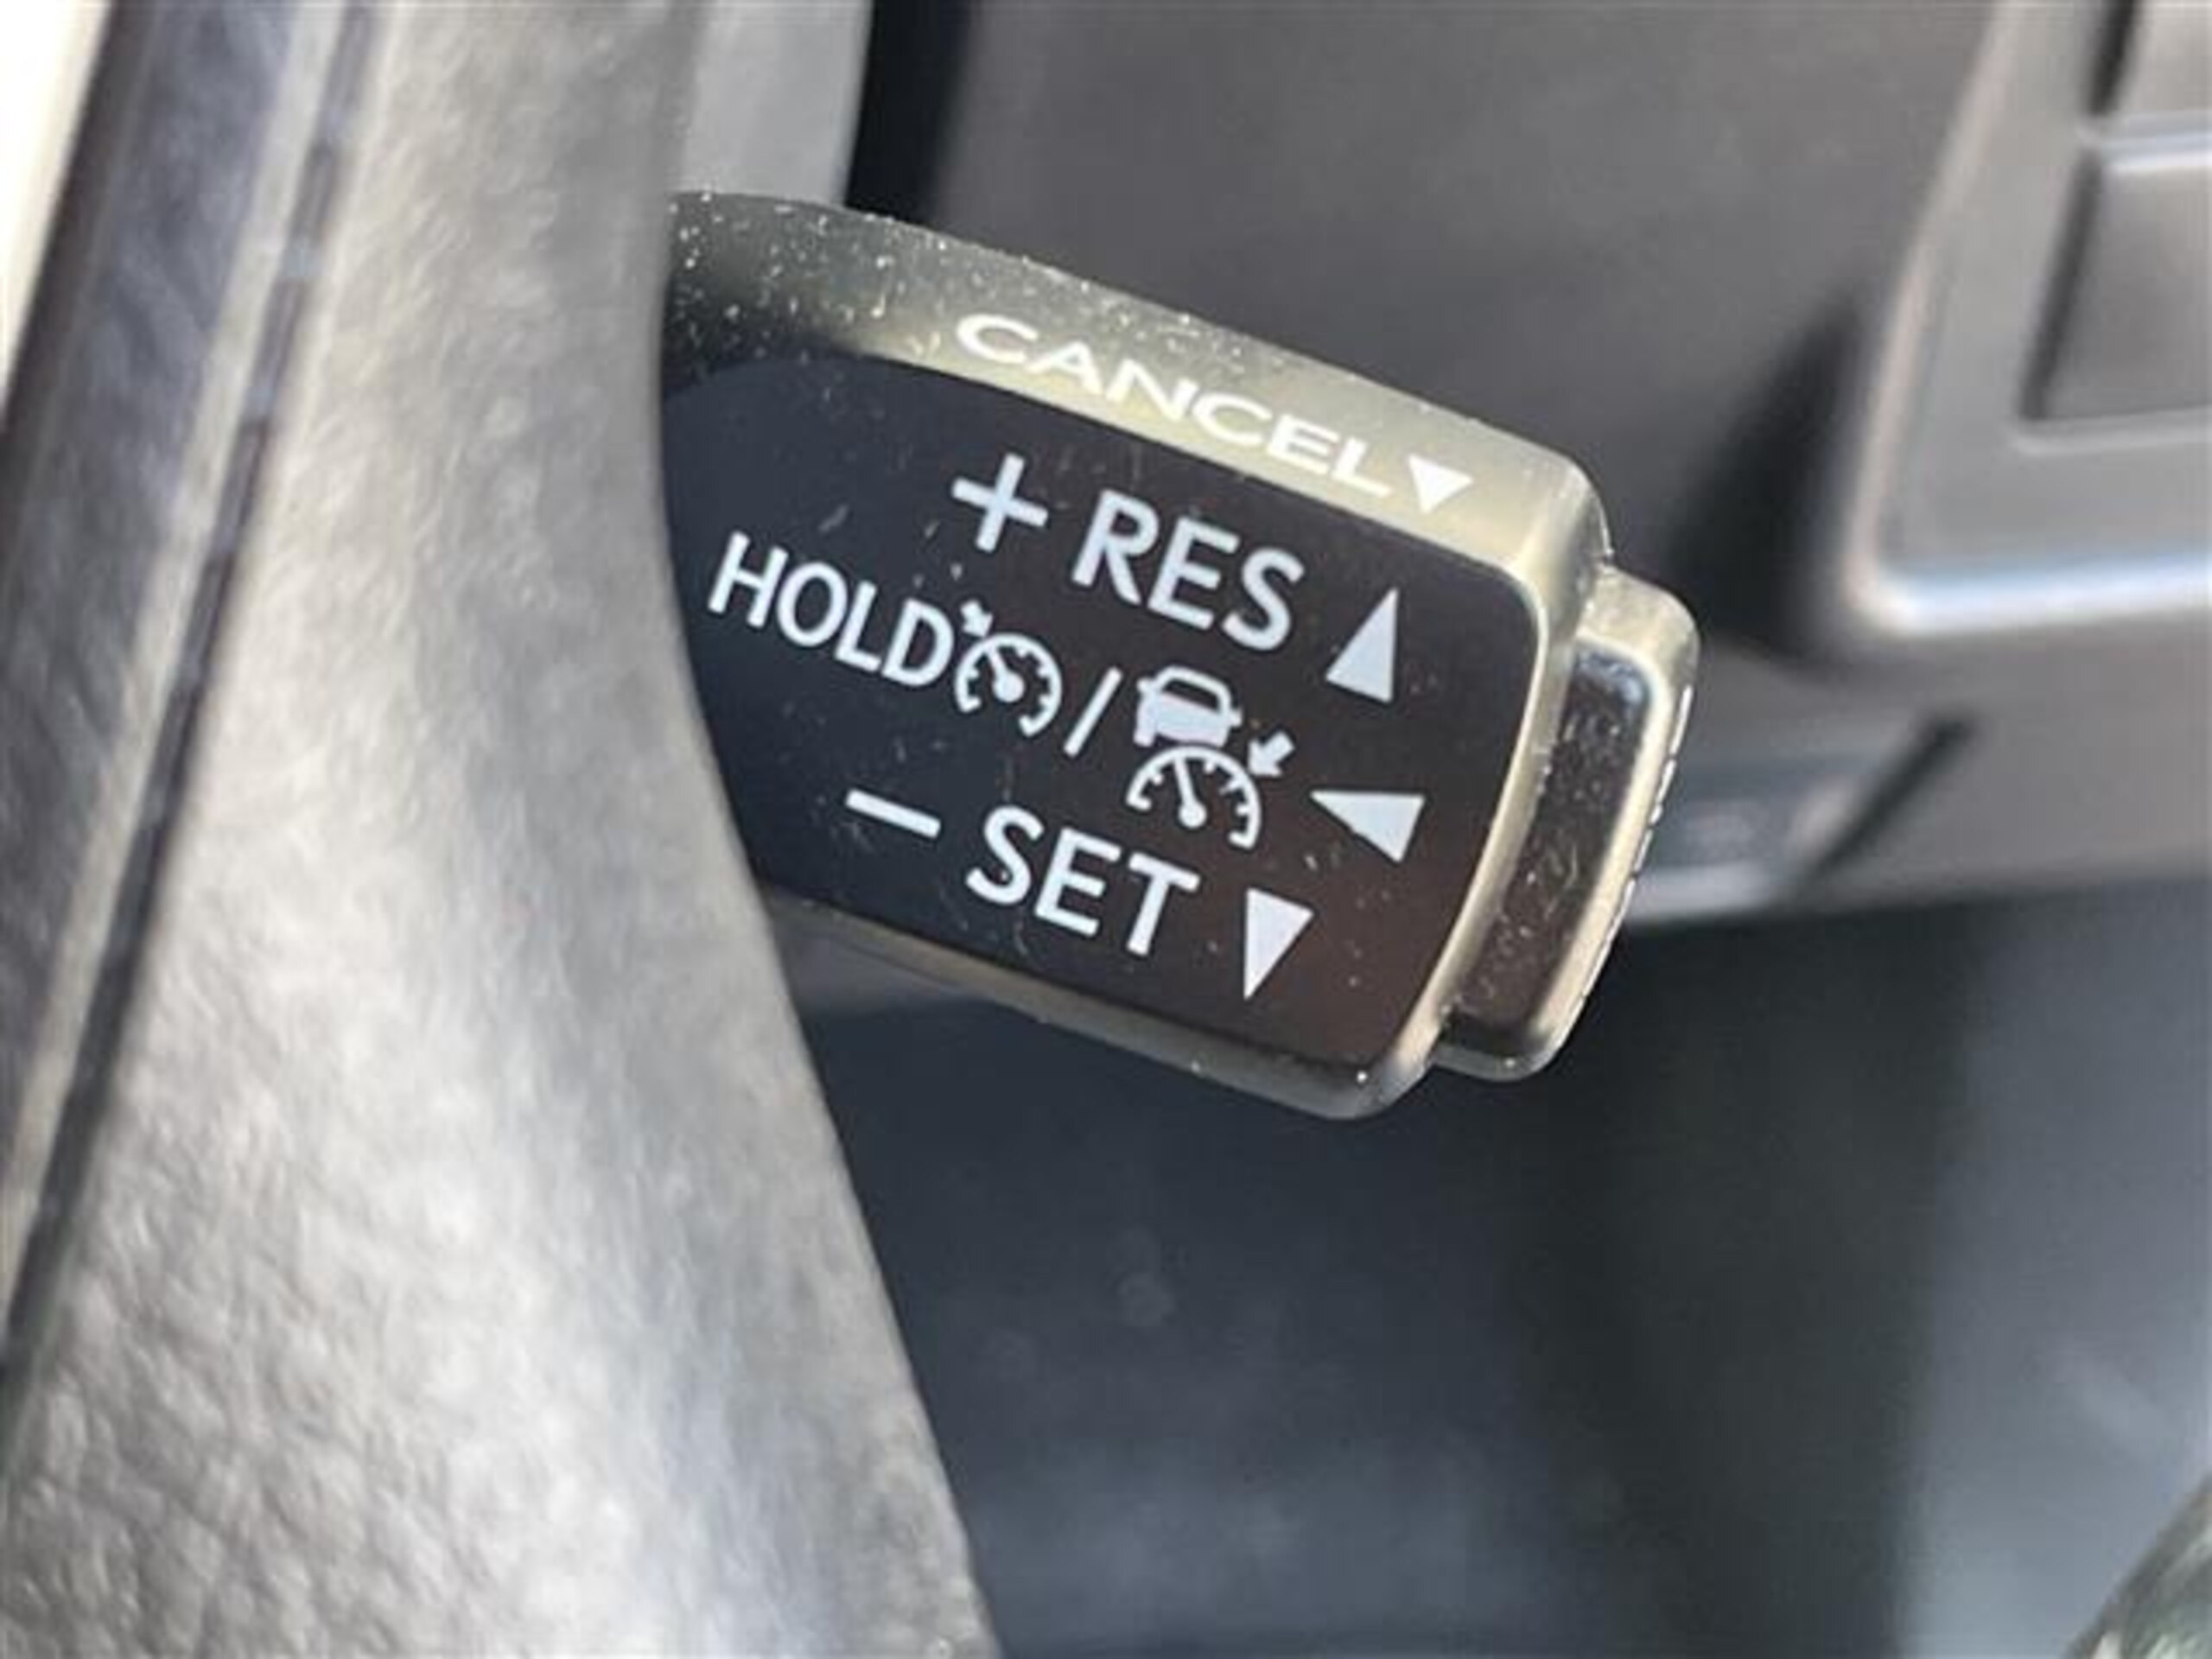 CANCEL▼
+ RES ▲
HOLD / ◀
– SET ▼